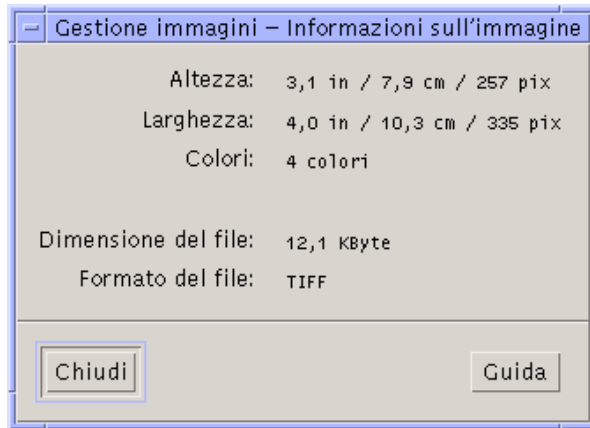 Gestione immagini – Informazioni sull'immagine
Altezza: 3,1 in / 7,9 cm / 257 pix
Larghezza: 4,0 in / 10,3 cm / 335 pix
Colori: 4 colori
Dimensione del file: 12,1 KByte
Formato del file: TIFF
Chiudi Guida